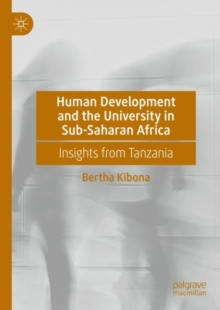 Human Development
and the University in
Sub-Saharan Africa
Insights from Tanzania
Bertha Kibona
palgrave
macmillan